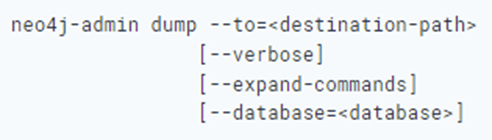 neo4j-admin dump --to=<destination-path>
[--verbose]
[--expand-commands]
[--database=<database>]